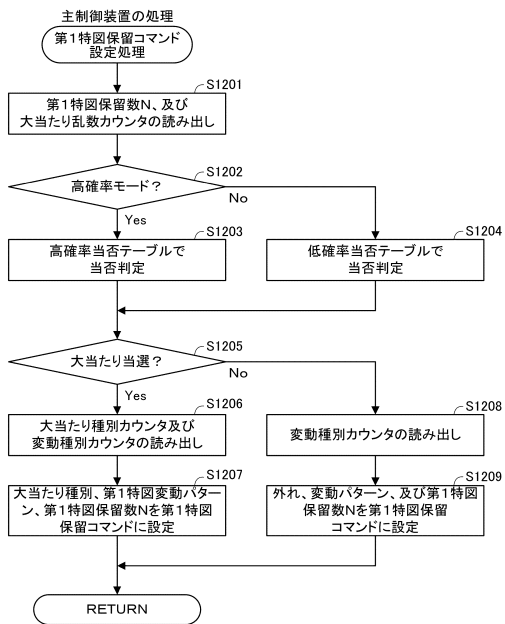 主制御装置の処理
第1特図保留コマンド
設定処理
S1201
第1特図保留数N、及び
大当たり乱数カウンタの読み出し
S1202
高確率モード?
No
Yes
S1203
高確率当否テーブルで
当否判定
S1204
低確率当否テーブルで
当否判定
S1205
大当たり当選?
No
Yes
S1206
大当たり種別カウンタ及び
変動種別カウンタの読み出し
S1208
変動種別カウンタの読み出し
S1207
大当たり種別、第1特図変動パター
ン、第1特図保留数Nを第1特図
保留コマンドに設定
S1209
外れ、変動パターン、及び第1特図
保留数Nを第1特図保留
コマンドに設定
RETURN